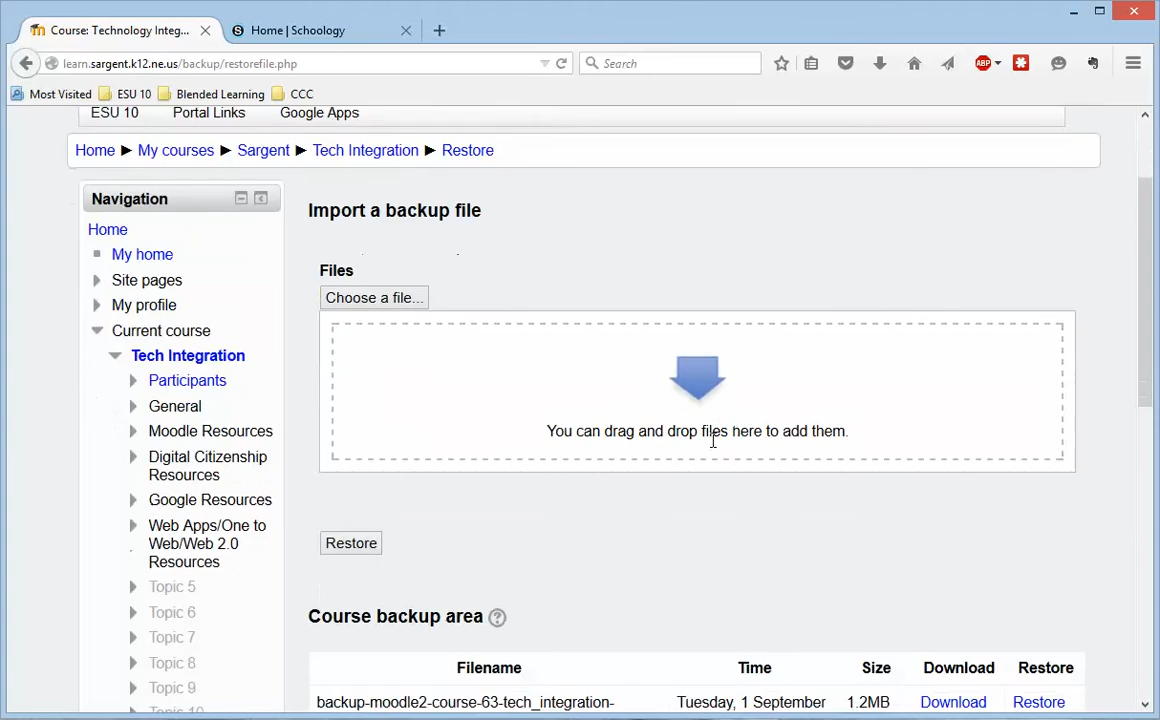 Course: Technology Integ...
Home | Schoology
learn.sargent.k12.ne.us/backup/restorefile.php
Search
ABP
Most Visited
ESU 10
Blended Learning
CCC
ESU 10
Portal Links
Google Apps
Home ► My courses ► Sargent ► Tech Integration ► Restore
Navigation
Home
My home
Site pages
My profile
Current course
Tech Integration
Participants
General
Moodle Resources
Digital Citizenship
Resources
Google Resources
Web Apps/One to
Web/Web 2.0
Resources
Topic 5
Topic 6
Topic 7
Topic 8
Topic 9
Topic 10
Import a backup file
Files
Choose a file...
You can drag and drop files here to add them.
Restore
Course backup area
Filename Time Size Download Restore
backup-moodle2-course-63-tech_integration- Tuesday, 1 September 1.2MB Download Restore